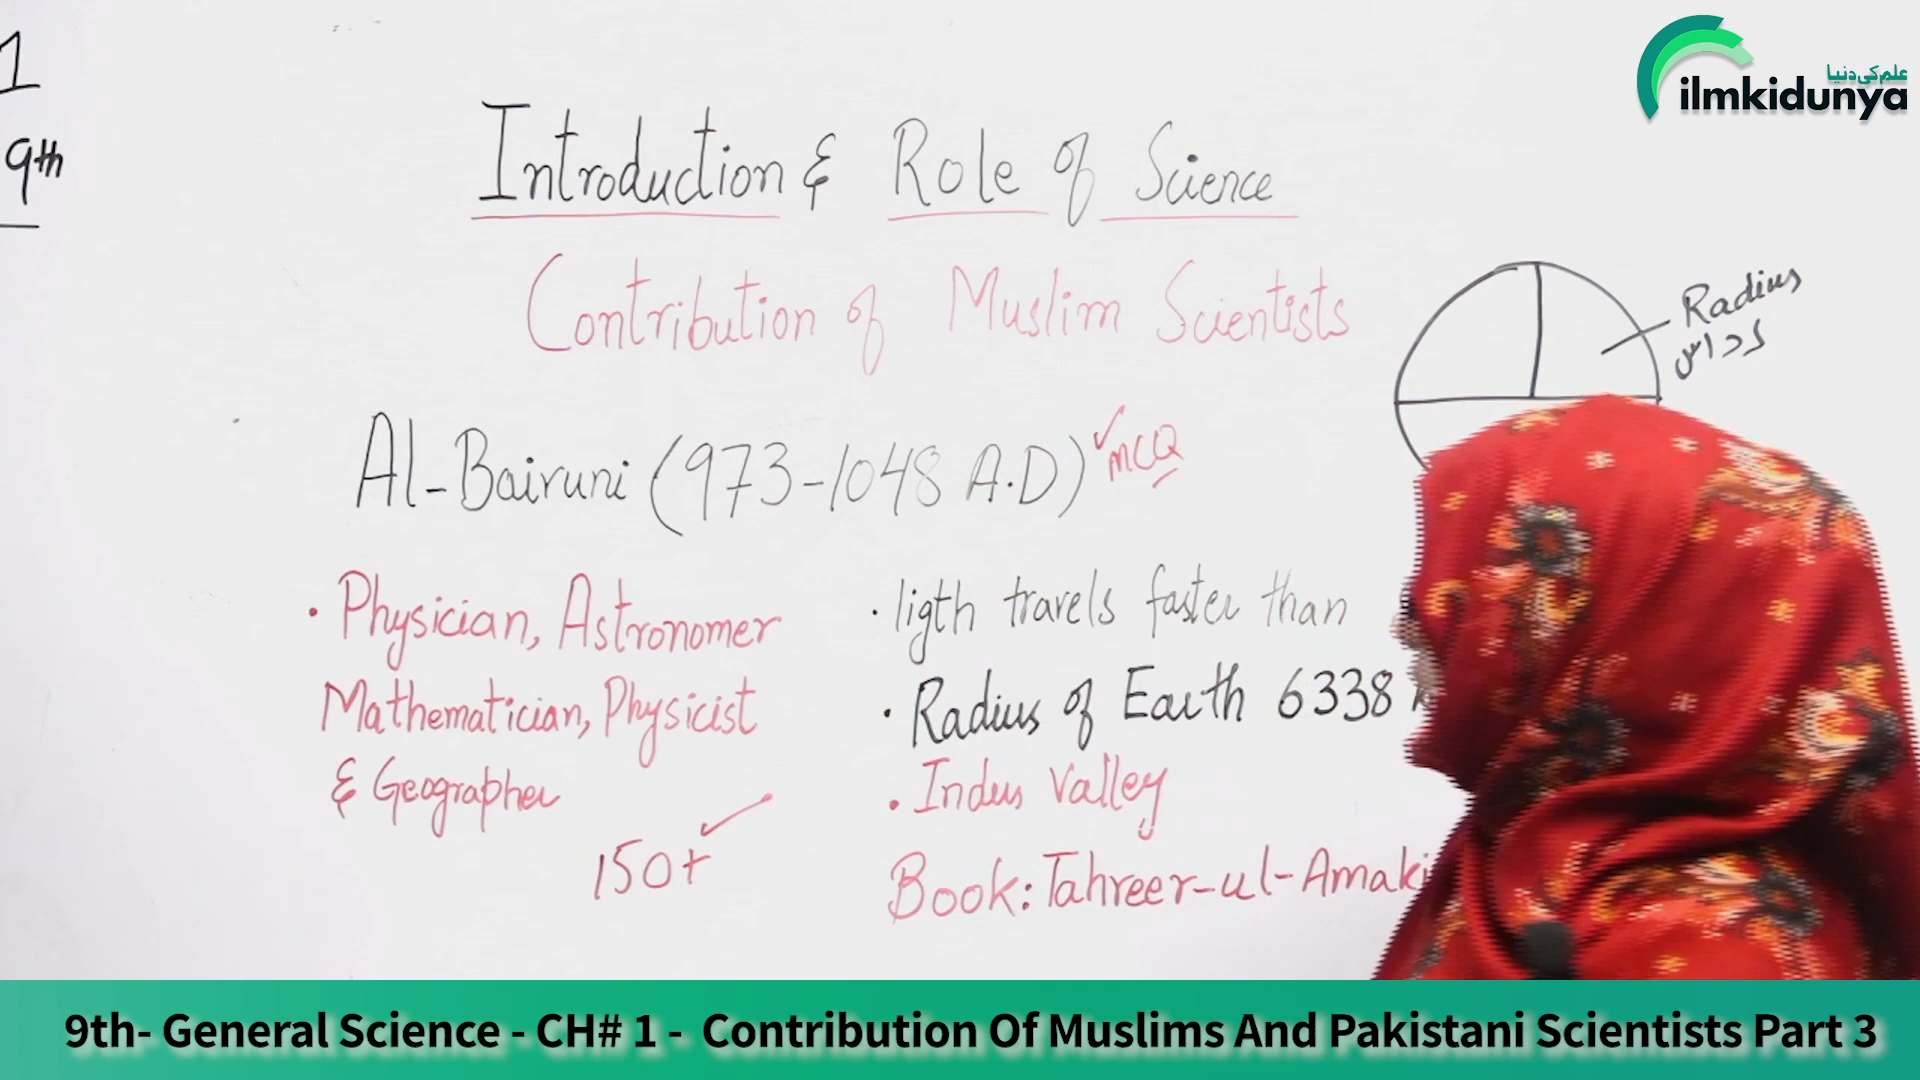 1
9th
علم کی دنیا
ilmkidunya
Introduction & Role of Science
Contribution of Muslim Scientists
Radius
رداس
Al-Bairuni (973-1048 A.D) ✓MCQ
• Physician, Astronomer
Mathematician, Physicist
& Geographer
150+ ✓
• ligth travels faster than
• Radius of Earth 6338
• Indus Valley
Book: Tahreer-ul-Amaki
9th- General Science - CH# 1 - Contribution Of Muslims And Pakistani Scientists Part 3